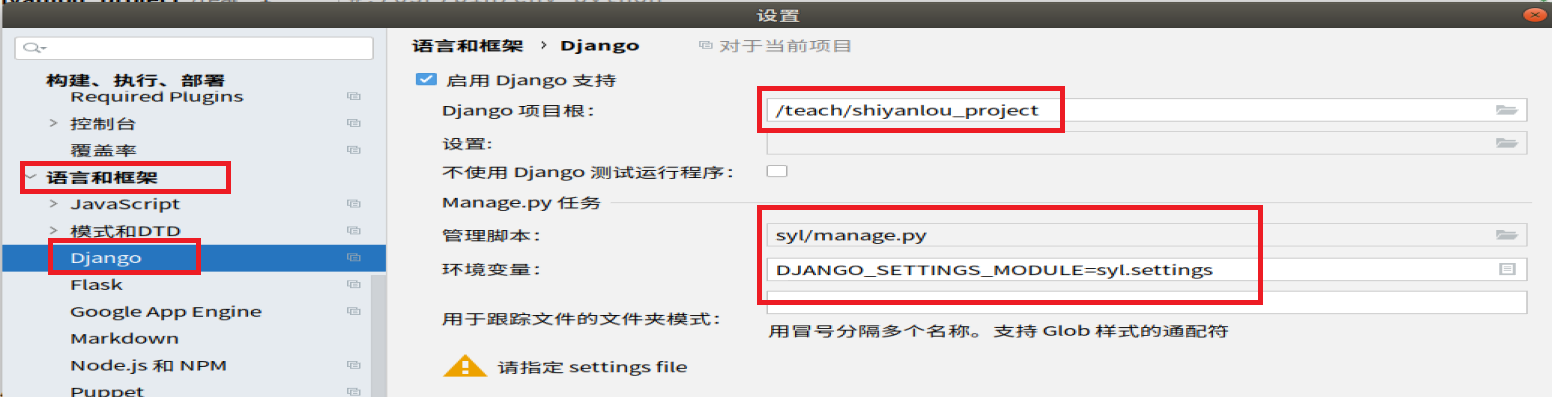 设置
构建、执行、部署
Required Plugins
控制台
覆盖率
语言和框架
JavaScript
模式和DTD
Django
Flask
Google App Engine
Markdown
Node.js 和 NPM
Puppet
语言和框架 › Django 对于当前项目
启用 Django 支持
Django 项目根: /teach/shiyanlou_project
设置:
不使用 Django 测试运行程序:
Manage.py 任务
管理脚本: syl/manage.py
环境变量: DJANGO_SETTINGS_MODULE=syl.settings
用于跟踪文件的文件夹模式:
用冒号分隔多个名称。支持 Glob 样式的通配符
请指定 settings file